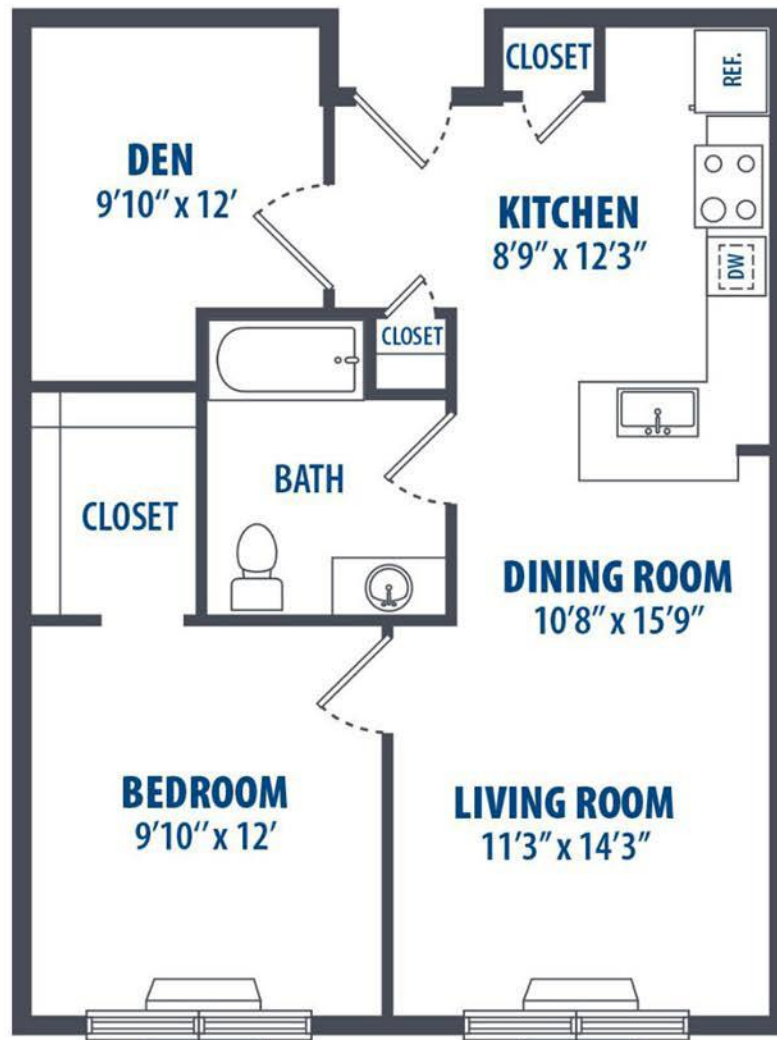 CLOSET
REF.
DEN
9'10'' x 12'
KITCHEN
8'9” x 12'3”
DW
CLOSET
BATH
CLOSET
DINING ROOM
10'8” x 15'9”
BEDROOM
9'10'' x 12'
LIVING ROOM
11'3” x 14'3”